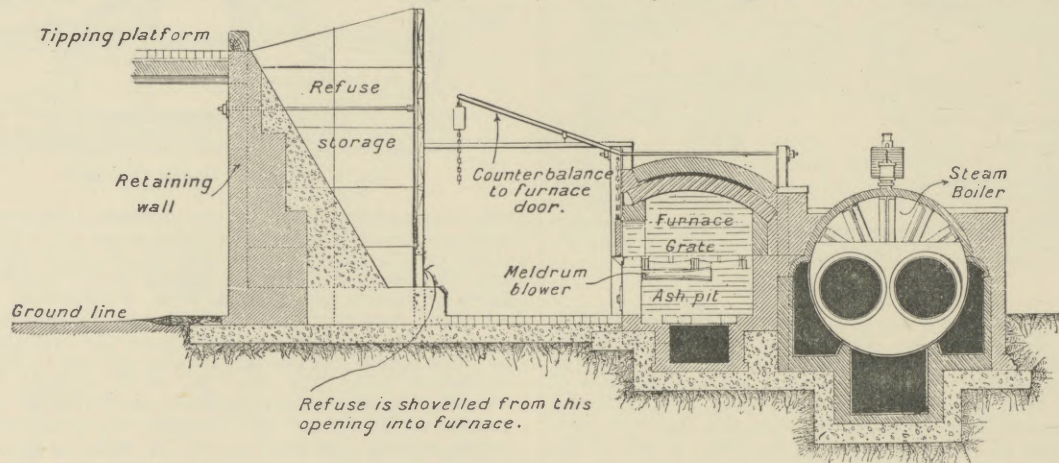 Tipping platform
Refuse
storage
Retaining
wall
Counterbalance
to furnace
door.
Steam
Boiler
Furnace
Grate
Meldrum
blower
Ash pit
Ground line
Refuse is shovelled from this
opening into furnace.